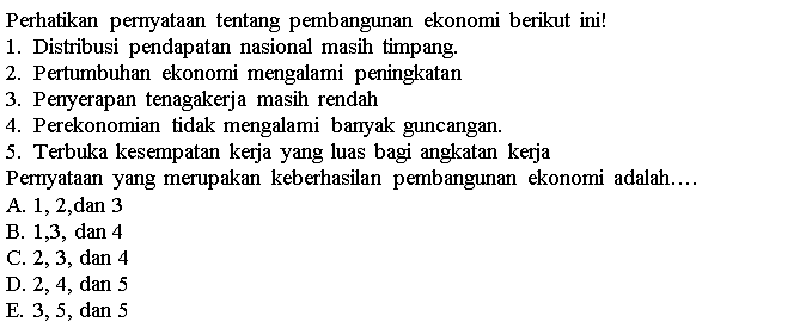 Perhatikan pernyataan tentang pembangunan ekonomi berikut ini!
1. Distribusi pendapatan nasional masih timpang.
2. Pertumbuhan ekonomi mengalami peningkatan
3. Penyerapan tenagakerja masih rendah
4. Perekonomian tidak mengalami banyak guncangan.
5. Terbuka kesempatan kerja yang luas bagi angkatan kerja
Pernyataan yang merupakan keberhasilan pembangunan ekonomi adalah....
A. 1, 2,dan 3
B. 1,3, dan 4
C. 2, 3, dan 4
D. 2, 4, dan 5
E. 3, 5, dan 5